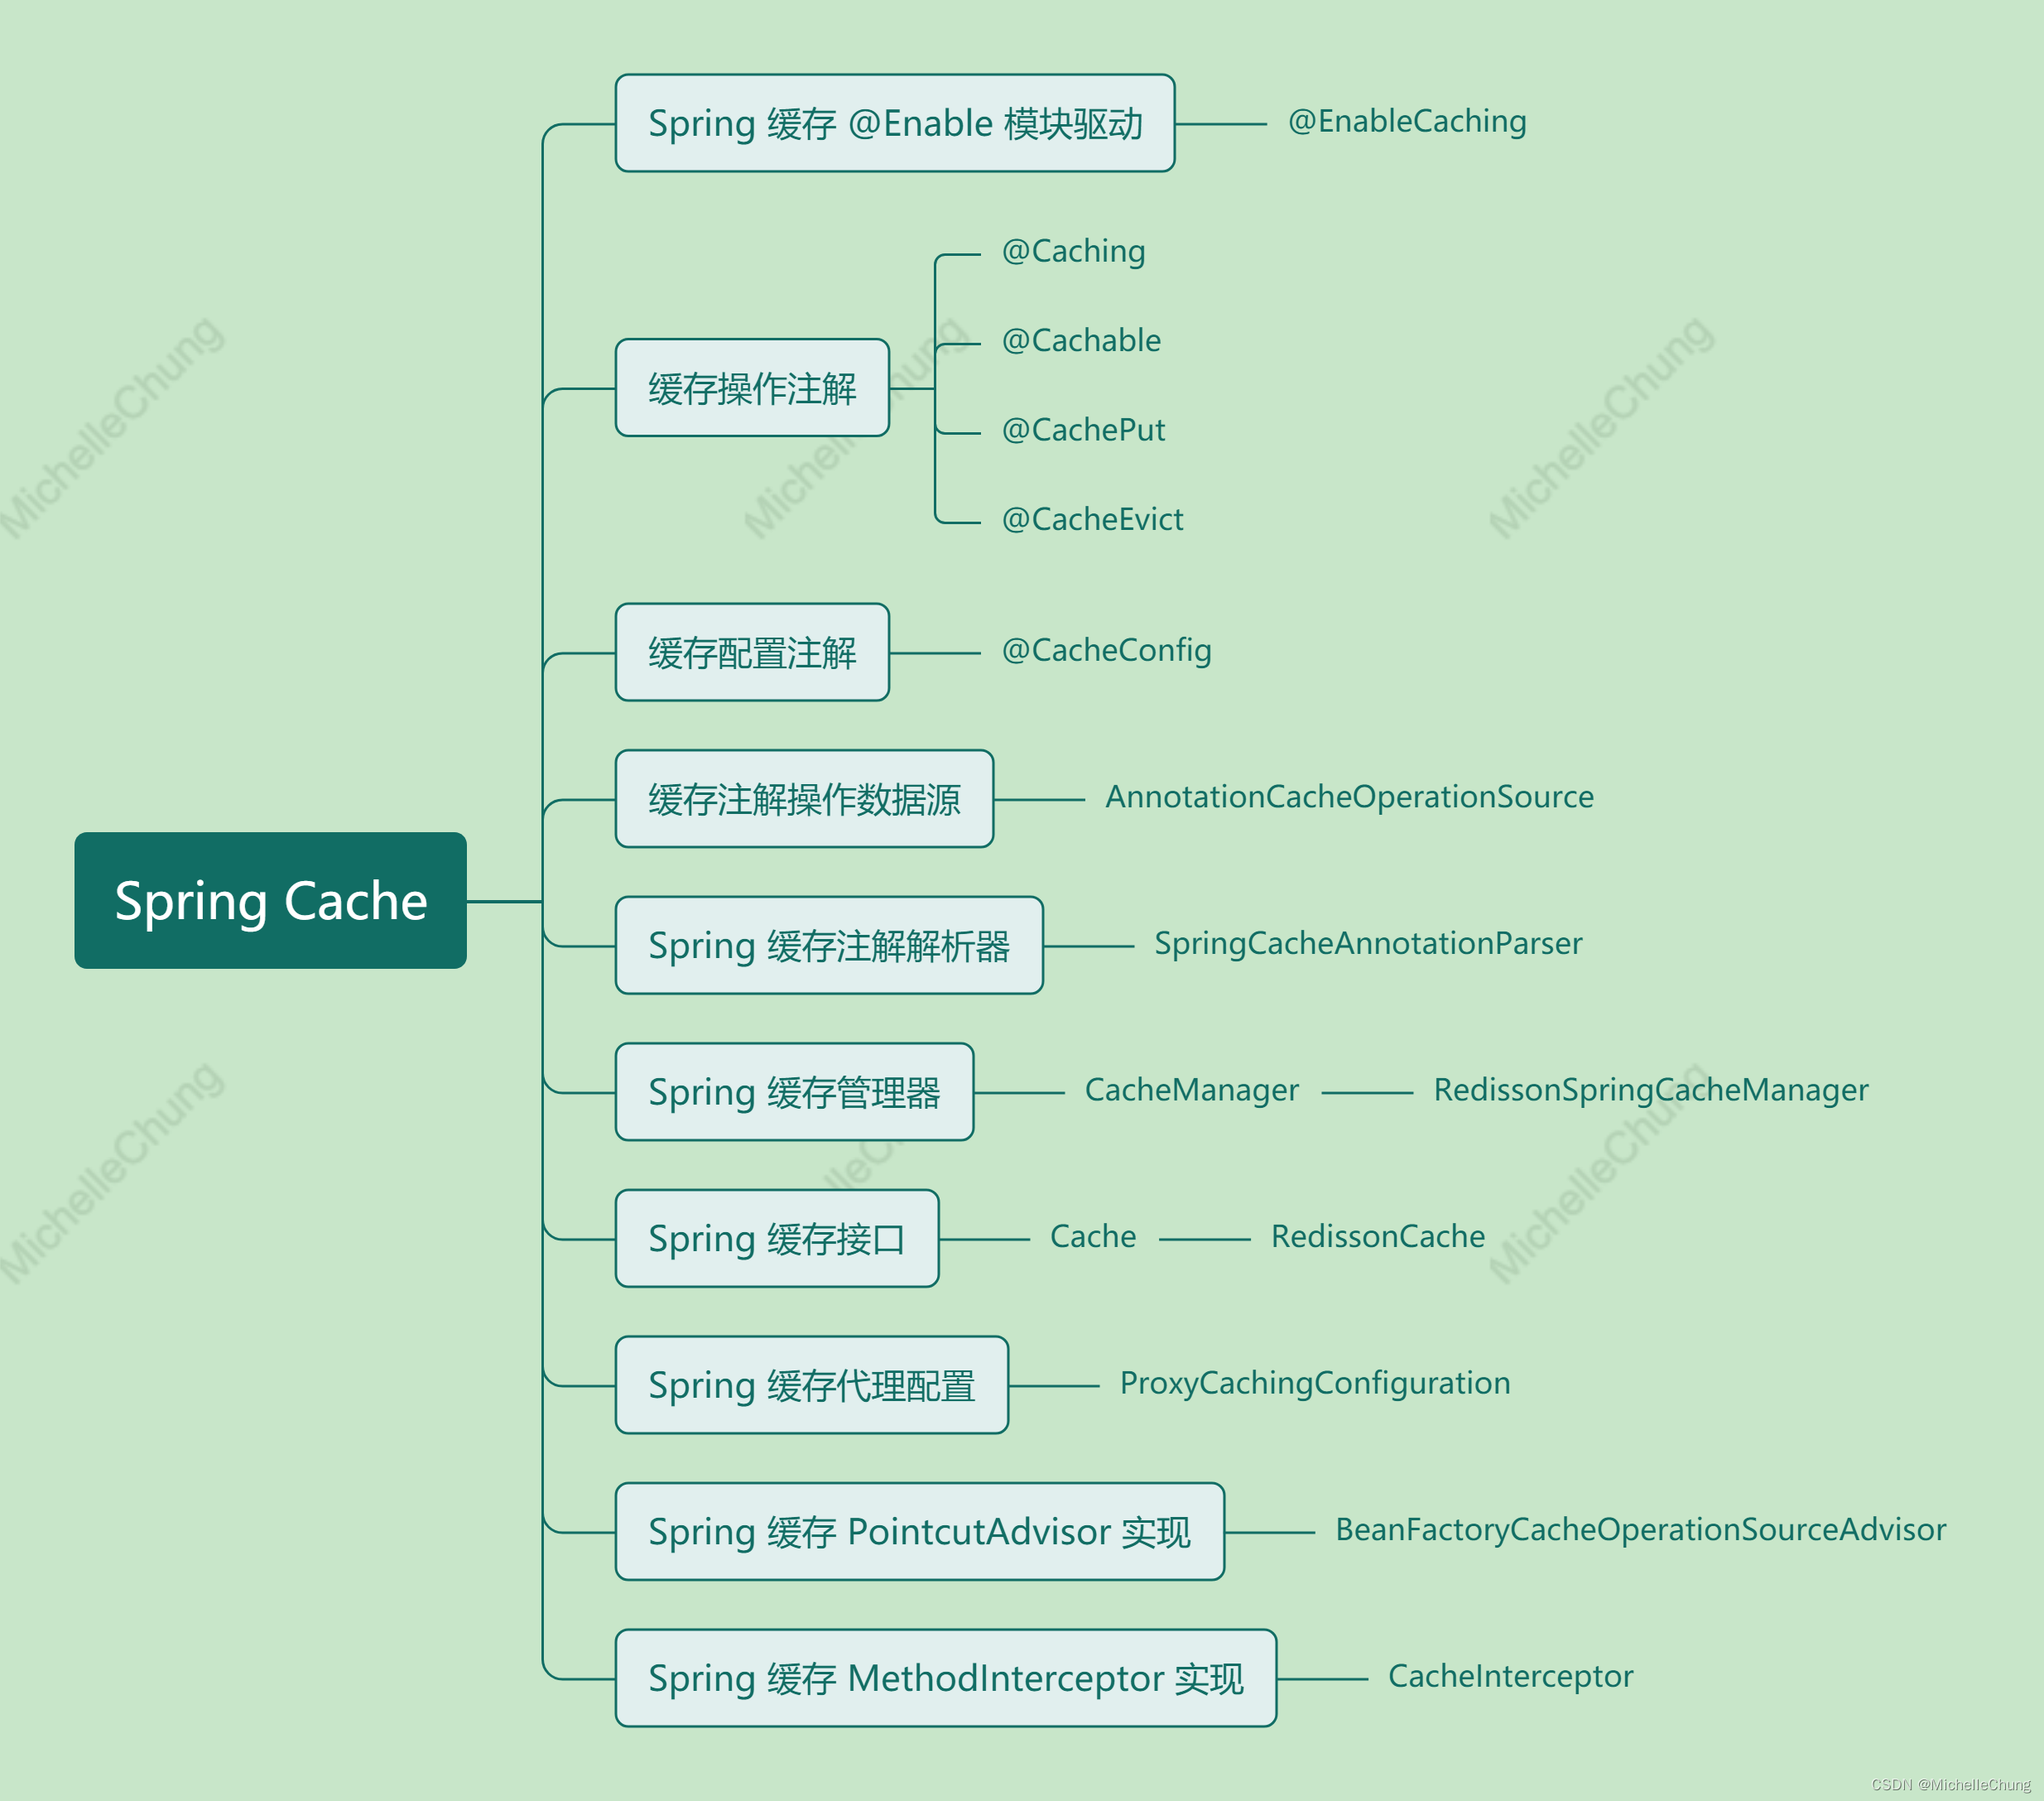 Spring Cache
Spring 缓存 @Enable 模块驱动
@EnableCaching
缓存操作注解
@Caching
@Cachable
@CachePut
@CacheEvict
缓存配置注解
@CacheConfig
缓存注解操作数据源
AnnotationCacheOperationSource
Spring 缓存注解解析器
SpringCacheAnnotationParser
Spring 缓存管理器
CacheManager
RedissonSpringCacheManager
Spring 缓存接口
Cache
RedissonCache
Spring 缓存代理配置
ProxyCachingConfiguration
Spring 缓存 PointcutAdvisor 实现
BeanFactoryCacheOperationSourceAdvisor
Spring 缓存 MethodInterceptor 实现
CacheInterceptor
MichelleChung
MichelleChung
MichelleChung
MichelleChung
MichelleChung
CSDN @MichelleChung